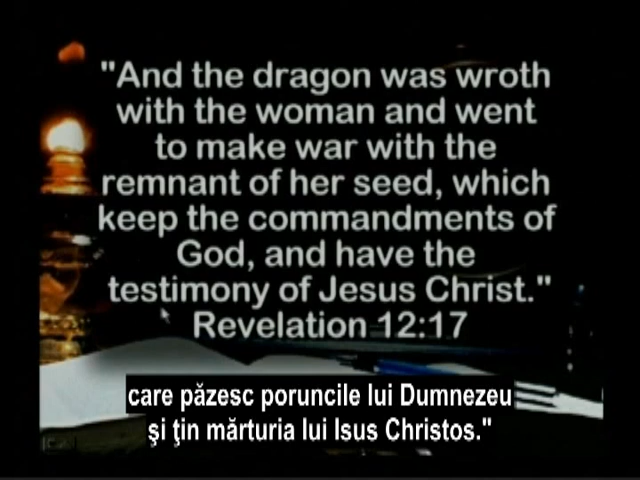 "And the dragon was wroth
with the woman and went
to make war with the
remnant of her seed, which
keep the commandments of
God, and have the
testimony of Jesus Christ."
Revelation 12:17
care păzesc poruncile lui Dumnezeu
şi ţin mărturia lui Isus Christos."